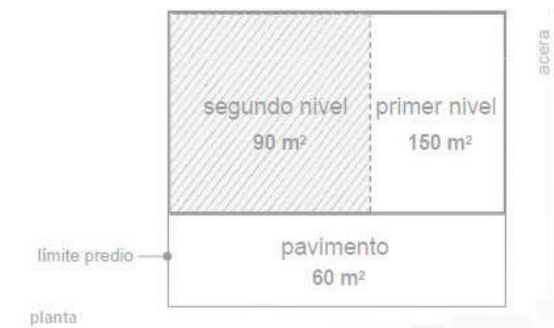 segundo nivel
90 m²
primer nivel
150 m²
acera
límite predio
pavimento
60 m²
planta